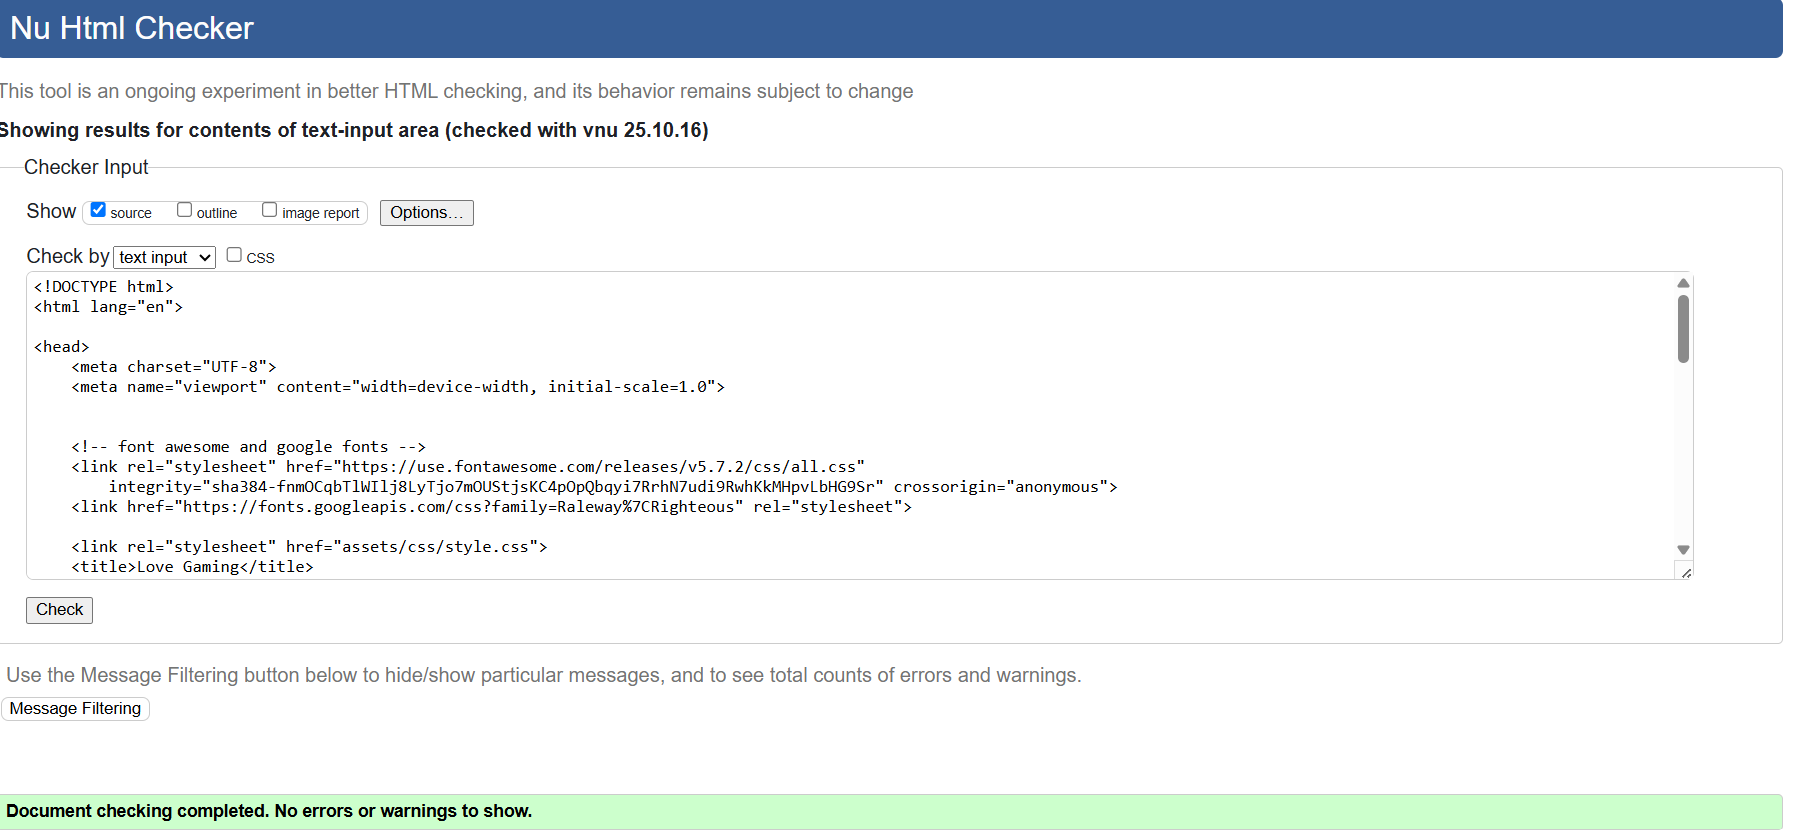 Nu Html Checker
This tool is an ongoing experiment in better HTML checking, and its behavior remains subject to change
Showing results for contents of text-input area (checked with vnu 25.10.16)
Checker Input
Show source outline image report Options...
Check by text input CSS
<!DOCTYPE html>
<html lang="en">
<head>
<meta charset="UTF-8">
<meta name="viewport" content="width=device-width, initial-scale=1.0">
<!-- font awesome and google fonts -->
<link rel="stylesheet" href="https://use.fontawesome.com/releases/v5.7.2/css/all.css"
integrity="sha384-fnmOCqbTlWIlj8LyTjo7mOUStjsKC4pOpQbqyi7RrhN7udi9RwhKkMHpvLbHG9Sr" crossorigin="anonymous">
<link href="https://fonts.googleapis.com/css?family=Raleway%7CRighteous" rel="stylesheet">
<link rel="stylesheet" href="assets/css/style.css">
<title>Love Gaming</title>
Check
Use the Message Filtering button below to hide/show particular messages, and to see total counts of errors and warnings.
Message Filtering
Document checking completed. No errors or warnings to show.